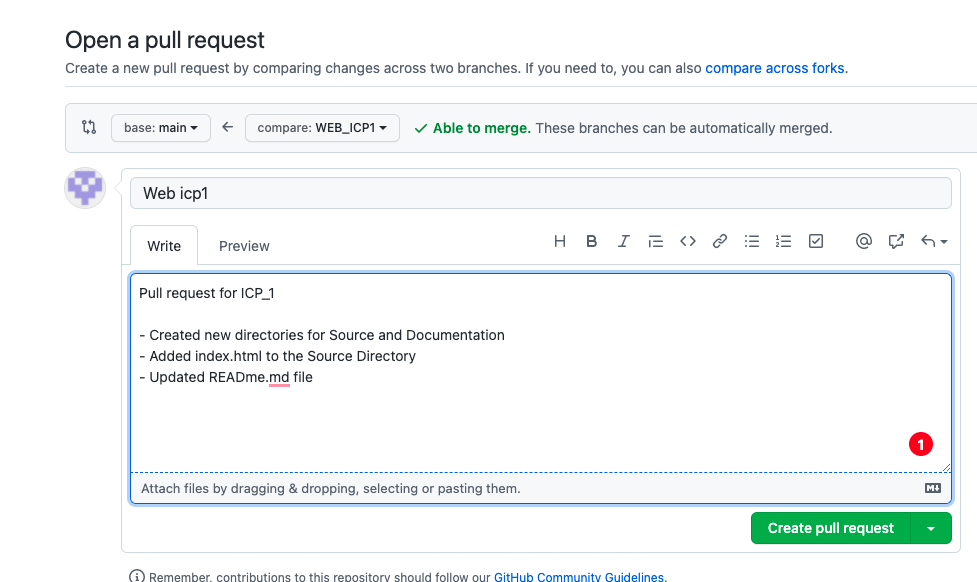 Open a pull request
Create a new pull request by comparing changes across two branches. If you need to, you can also compare across forks.
base: main
compare: WEB_ICP1
Able to merge. These branches can be automatically merged.
Web icp1
Write
Preview
Pull request for ICP_1
- Created new directories for Source and Documentation
- Added index.html to the Source Directory
- Updated READme.md file
1
Attach files by dragging & dropping, selecting or pasting them.
Create pull request
Remember, contributions to this repository should follow our GitHub Community Guidelines.